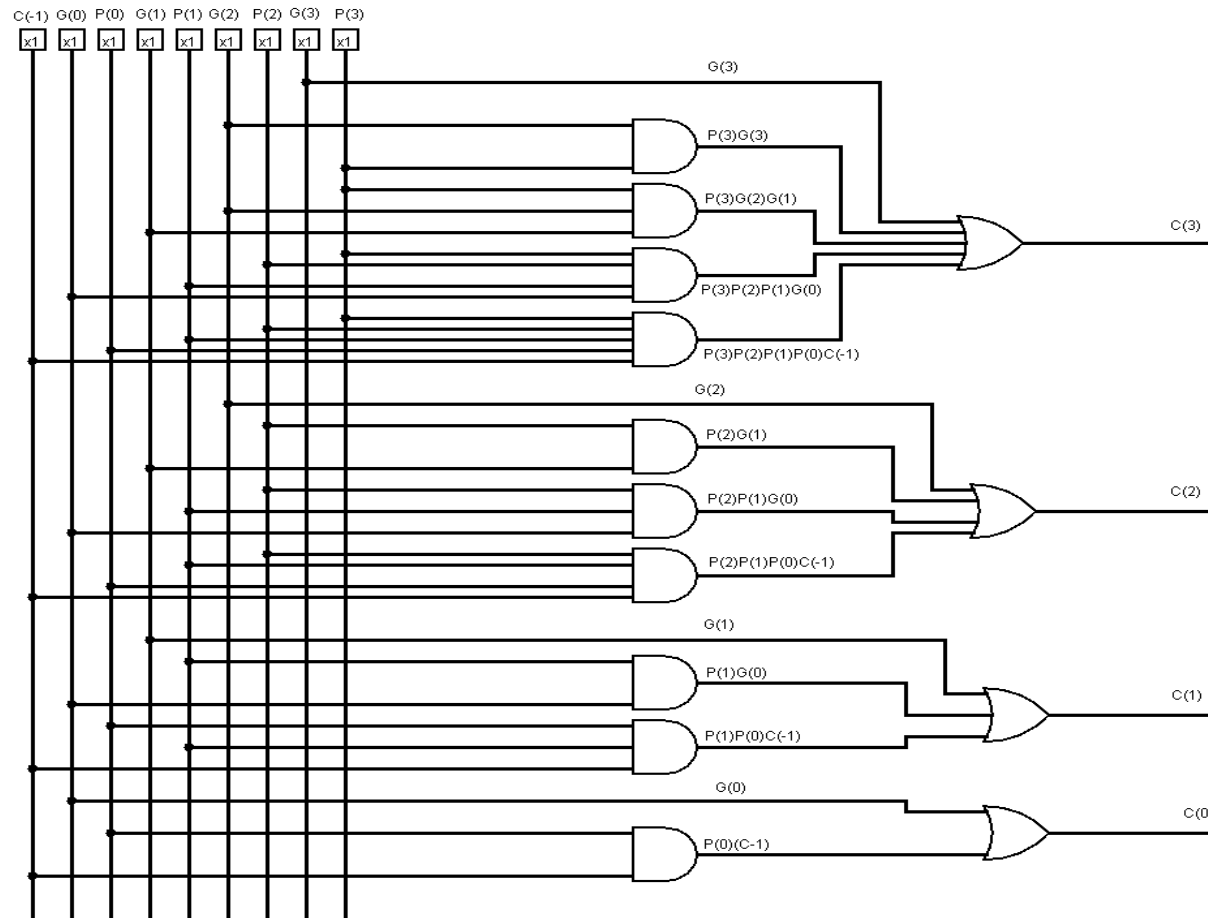 C(-1) G(0) P(0) G(1) P(1) G(2) P(2) G(3) P(3)
x1 x1 x1 x1 x1 x1 x1 x1 x1
G(3)
P(3)G(3)
P(3)G(2)G(1)
C(3)
P(3)P(2)P(1)G(0)
P(3)P(2)P(1)P(0)C(-1)
G(2)
P(2)G(1)
P(2)P(1)G(0)
C(2)
P(2)P(1)P(0)C(-1)
G(1)
P(1)G(0)
C(1)
P(1)P(0)C(-1)
G(0)
C(0
P(0)(C-1)